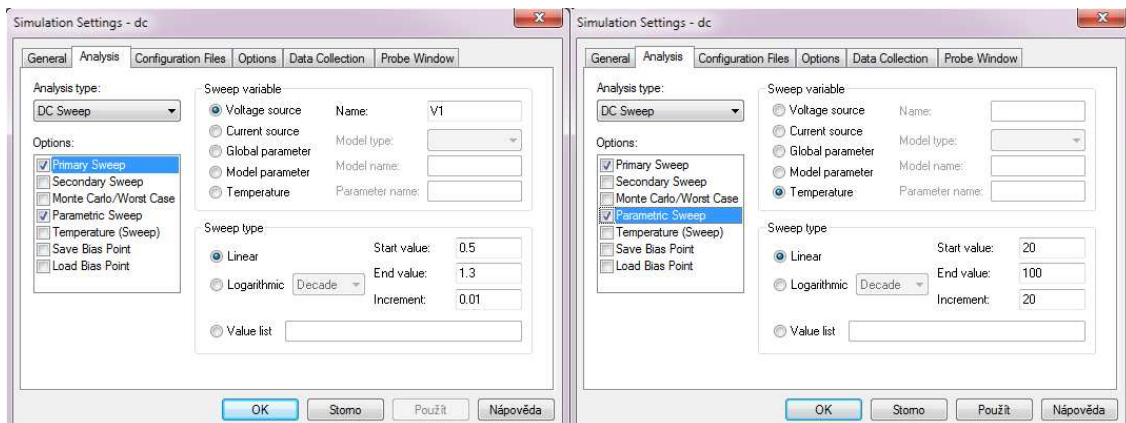 Simulation Settings - dc
General Analysis Configuration Files Options Data Collection Probe Window
Analysis type:
DC Sweep
Options:
Primary Sweep
Secondary Sweep
Monte Carlo/Worst Case
Parametric Sweep
Temperature (Sweep)
Save Bias Point
Load Bias Point
Sweep variable
Voltage source Name: V1
Current source
Model type:
Global parameter
Model name:
Model parameter
Temperature Parameter name:
Sweep type
Linear
Start value: 0.5
Logarithmic Decade
End value: 1.3
Increment: 0.01
Value list
OK Storno Použít Nápověda
Simulation Settings - dc
General Analysis Configuration Files Options Data Collection Probe Window
Analysis type:
DC Sweep
Options:
Primary Sweep
Secondary Sweep
Monte Carlo/Worst Case
Parametric Sweep
Temperature (Sweep)
Save Bias Point
Load Bias Point
Sweep variable
Voltage source Name:
Current source
Model type:
Global parameter
Model name:
Model parameter
Temperature Parameter name:
Sweep type
Linear
Start value: 20
Logarithmic Decade
End value: 100
Increment: 20
Value list
OK Storno Použít Nápověda